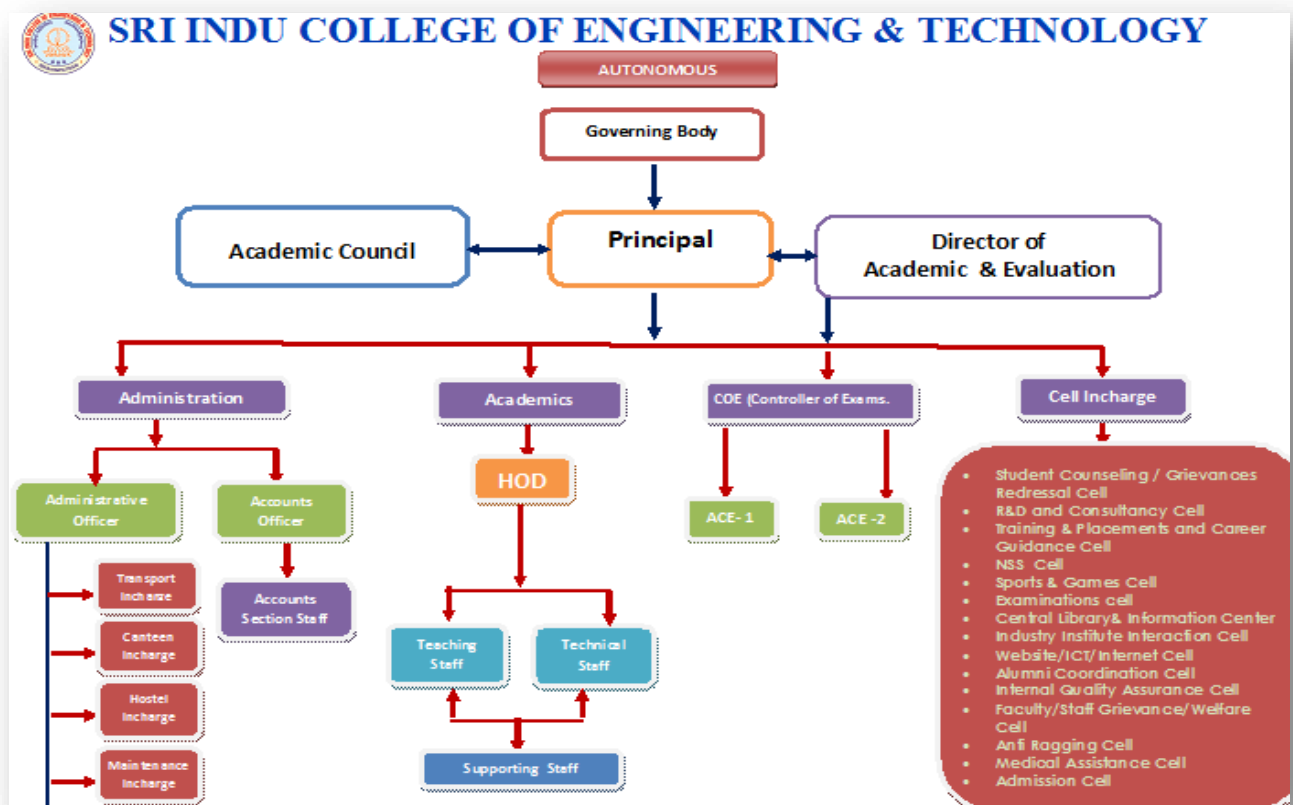 SRI INDU COLLEGE OF ENGINEERING & TECHNOLOGY
AUTONOMOUS
Governing Body
Academic Council
Principal
Director of
Academic & Evaluation
Administration
Academics
COE (Controller of Exams.
Cell Incharge
Administrative
Officer
Accounts
Officer
HOD
ACE- 1
ACE -2
Transport
Incharge
Canteen
Incharge
Hostel
Incharge
Maintenance
Incharge
Accounts
Section Staff
Teaching
Staff
Technical
Staff
Supporting Staff
• Student Counseling / Grievances
Redressal Cell
• R&D and Consultancy Cell
• Training & Placements and Career
Guidance Cell
• NSS Cell
• Sports & Games Cell
• Examinations cell
• Central Library& Information Center
• Industry Institute Interaction Cell
• Website/ICT/Internet Cell
• Alumni Coordination Cell
• Internal Quality Assurance Cell
• Faculty/Staff Grievance/Welfare
Cell
• Anti Ragging Cell
• Medical Assistance Cell
• Admission Cell